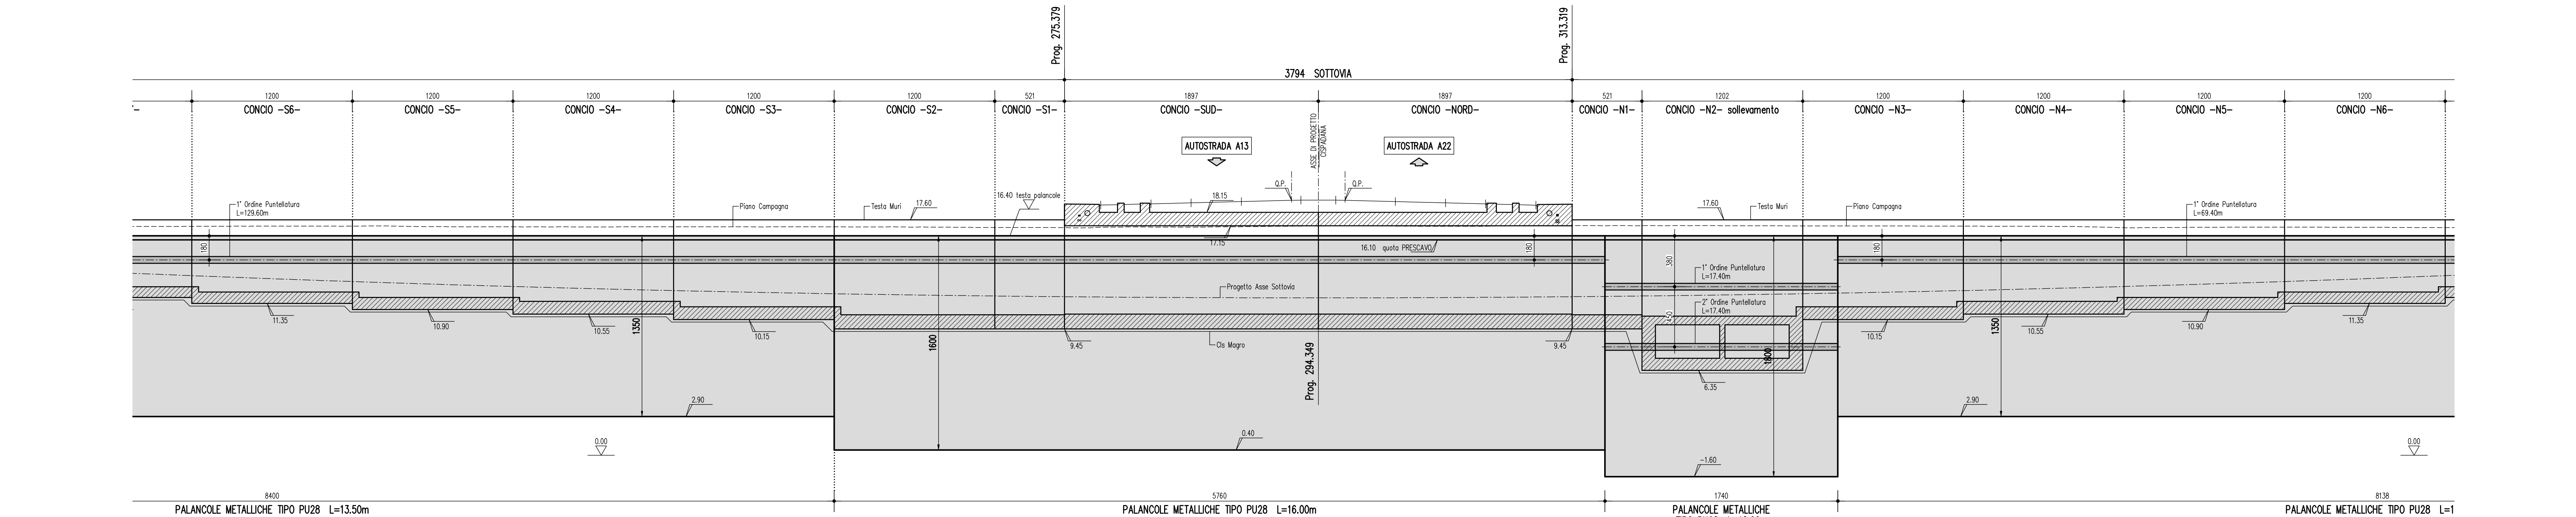 Prog. 275.379
Prog. 313.319
3794 SOTTOVIA
1200
1200
1200
1200
1200
521
1897
1897
521
1202
1200
1200
1200
1200
CONCIO -S6-
CONCIO -S5-
CONCIO -S4-
CONCIO -S3-
CONCIO -S2-
CONCIO -S1-
CONCIO -SUD-
CONCIO -NORD-
CONCIO -N1-
CONCIO -N2- sollevamento
CONCIO -N3-
CONCIO -N4-
CONCIO -N5-
CONCIO -N6-
ASSE DI PROGETTO
CISPADANA
AUTOSTRADA A13
AUTOSTRADA A22
Q.P.
Q.P.
1° Ordine Puntellatura
L=129.60m
Piano Campagna
Testa Muri
17.60
16.40 testa palancole
18.15
17.60
Testa Muri
Piano Campagna
1° Ordine Puntellatura
L=69.40m
180
17.15
16.10 quota PRESCAVO
180
380
180
1° Ordine Puntellatura
L=17.40m
Progetto Asse Sottovia
2° Ordine Puntellatura
L=17.40m
450
11.35
10.90
10.55
1350
10.15
1600
9.45
Cls Magro
9.45
1800
10.15
10.55
1350
10.90
11.35
Prog. 294.349
6.35
2.90
2.90
0.00
0.40
0.00
-1.60
8400
5760
1740
8138
PALANCOLE METALLICHE TIPO PU28 L=13.50m
PALANCOLE METALLICHE TIPO PU28 L=16.00m
PALANCOLE METALLICHE
PALANCOLE METALLICHE TIPO PU28 L=1